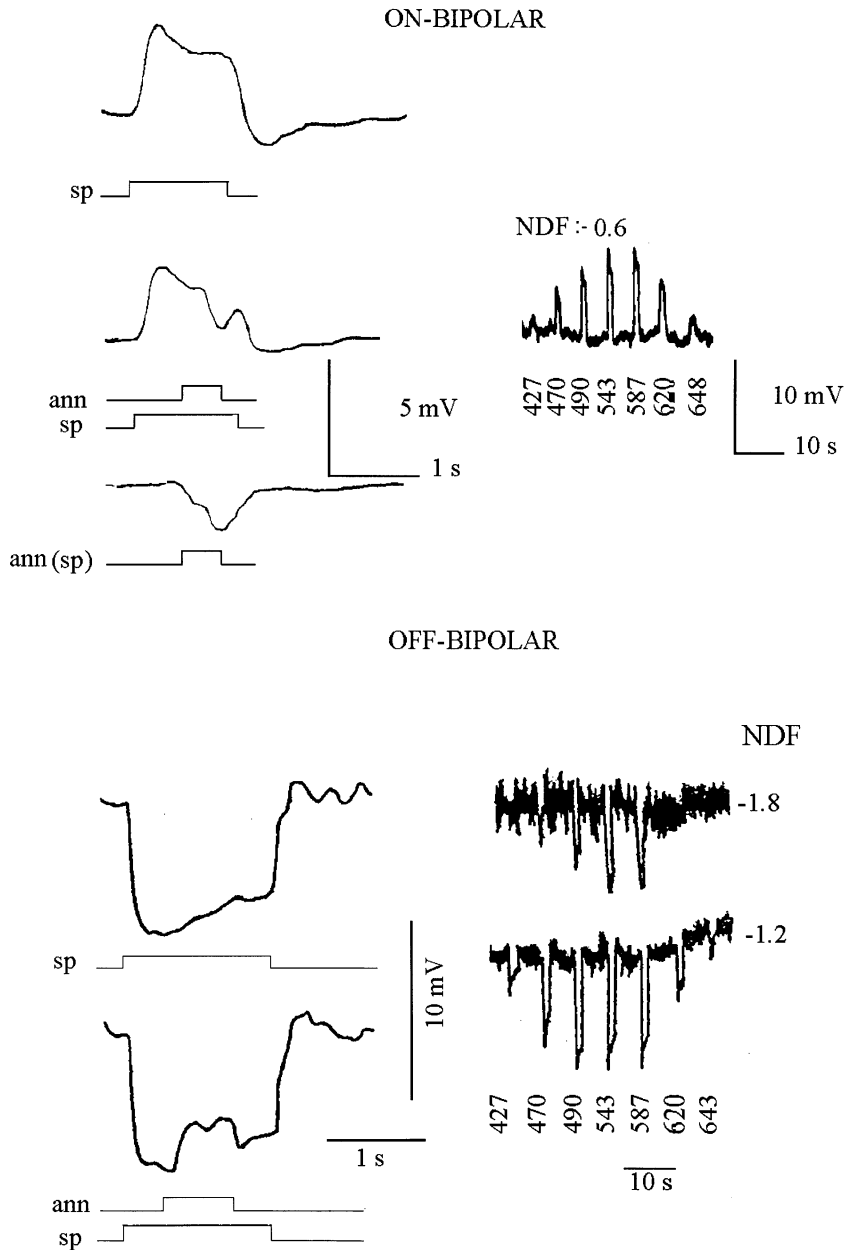 ON-BIPOLAR
sp
NDF :- 0.6
ann
sp
5 mV
1 s
427 470 490 543 587 620 648
10 mV
10 s
ann (sp)
OFF-BIPOLAR
NDF
-1.8
sp
10 mV
-1.2
427 470 490 543 587 620 643
1 s
10 s
ann
sp